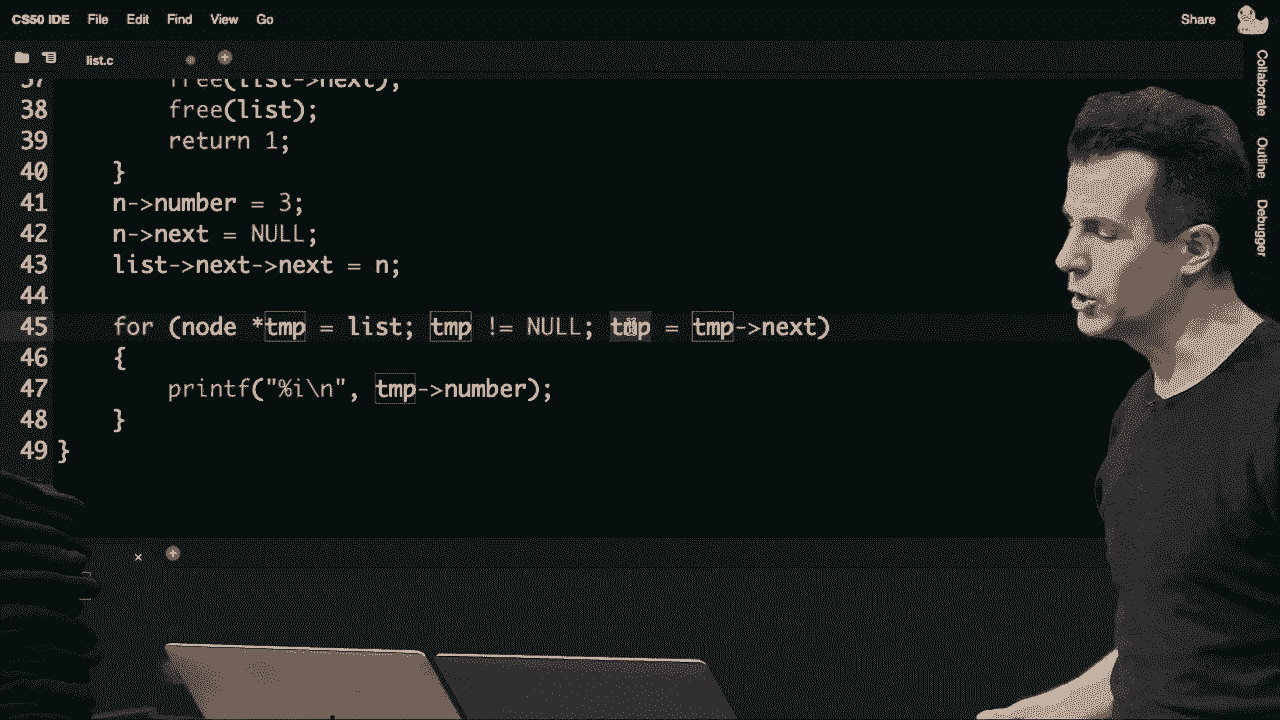 CS50 IDE File Edit Find View Go Share
list.c
37 free(list->next);
38 free(list);
39 return 1;
40 }
41 n->number = 3;
42 n->next = NULL;
43 list->next->next = n;
44
45 for (node *tmp = list; tmp != NULL; tmp = tmp->next)
46 {
47 printf("%i\n", tmp->number);
48 }
49 }
Collaborate
Outline
Debugger